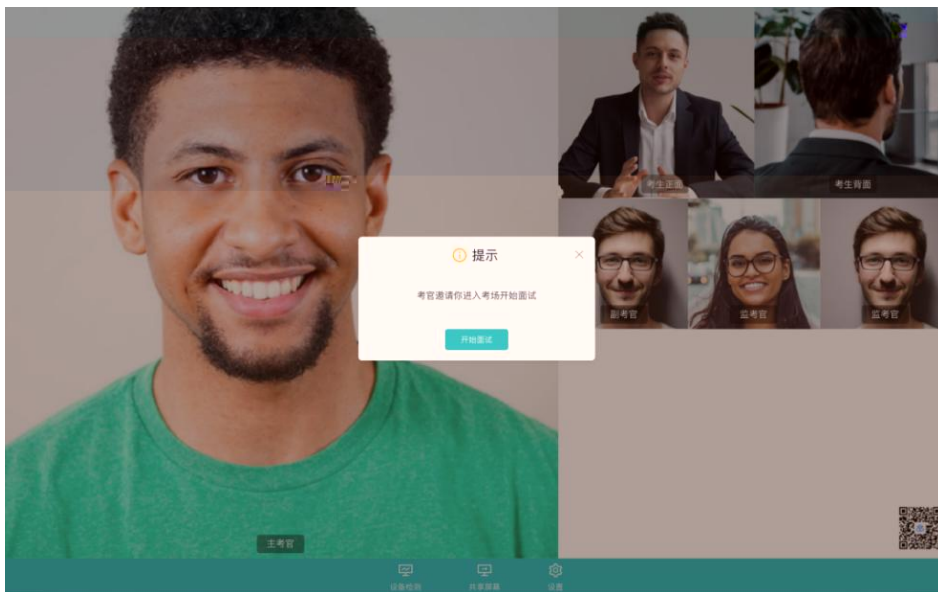 考生正面
考生背面
提示
考官邀请你进入考场开始面试
副考官
监考官
监考官
开始面试
主考官
设备检测
共享屏幕
设置